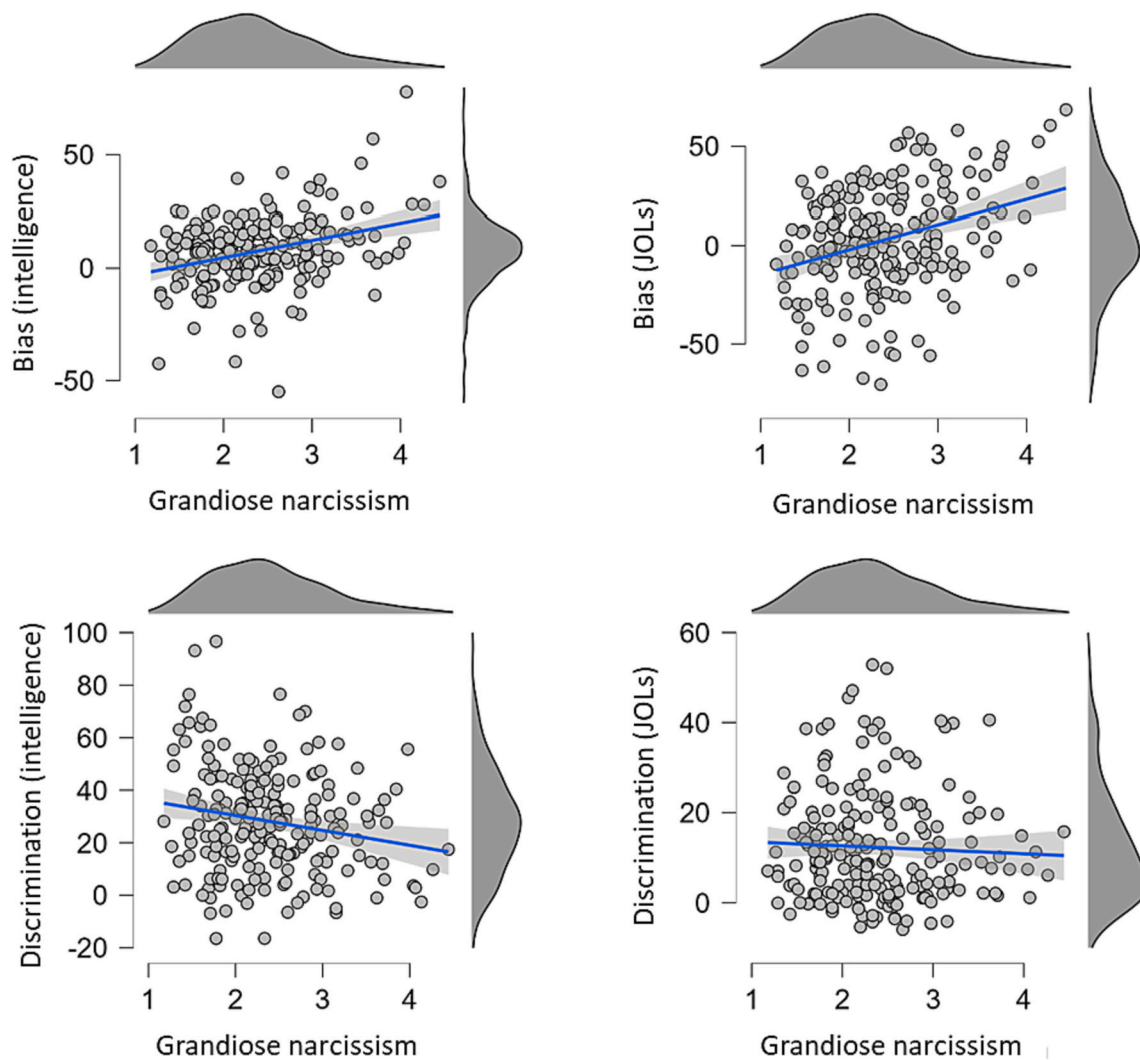 Bias (intelligence)
50
0
-50
1 2 3 4
Grandiose narcissism
Bias (JOLs)
50
0
-50
1 2 3 4
Grandiose narcissism
Discrimination (intelligence)
100
80
60
40
20
0
-20
1 2 3 4
Grandiose narcissism
Discrimination (JOLs)
60
40
20
0
1 2 3 4
Grandiose narcissism